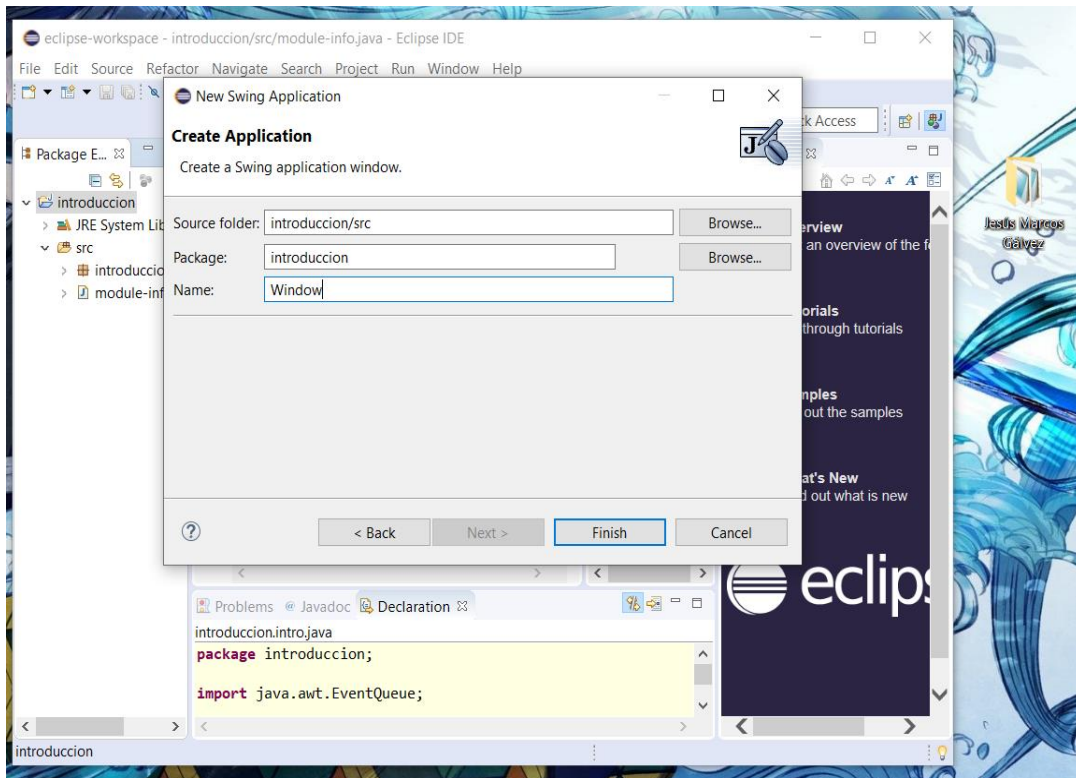 eclipse-workspace - introduccion/src/module-info.java - Eclipse IDE
File Edit Source Refactor Navigate Search Project Run Window Help
New Swing Application
Create Application
Create a Swing application window.
Source folder: introduccion/src Browse...
Package: introduccion Browse...
Name: Window
< Back Next > Finish Cancel
Access
Package E...
introduccion
JRE System Lib
src
introduccio
module-inf
an overview of the
through tutorials
out the samples
What's New
out what is new
eclips
Problems @ Javadoc Declaration
introduccion.intro.java
package introduccion;
import java.awt.EventQueue;
introduccion
Jesús Marcos
Gálvez